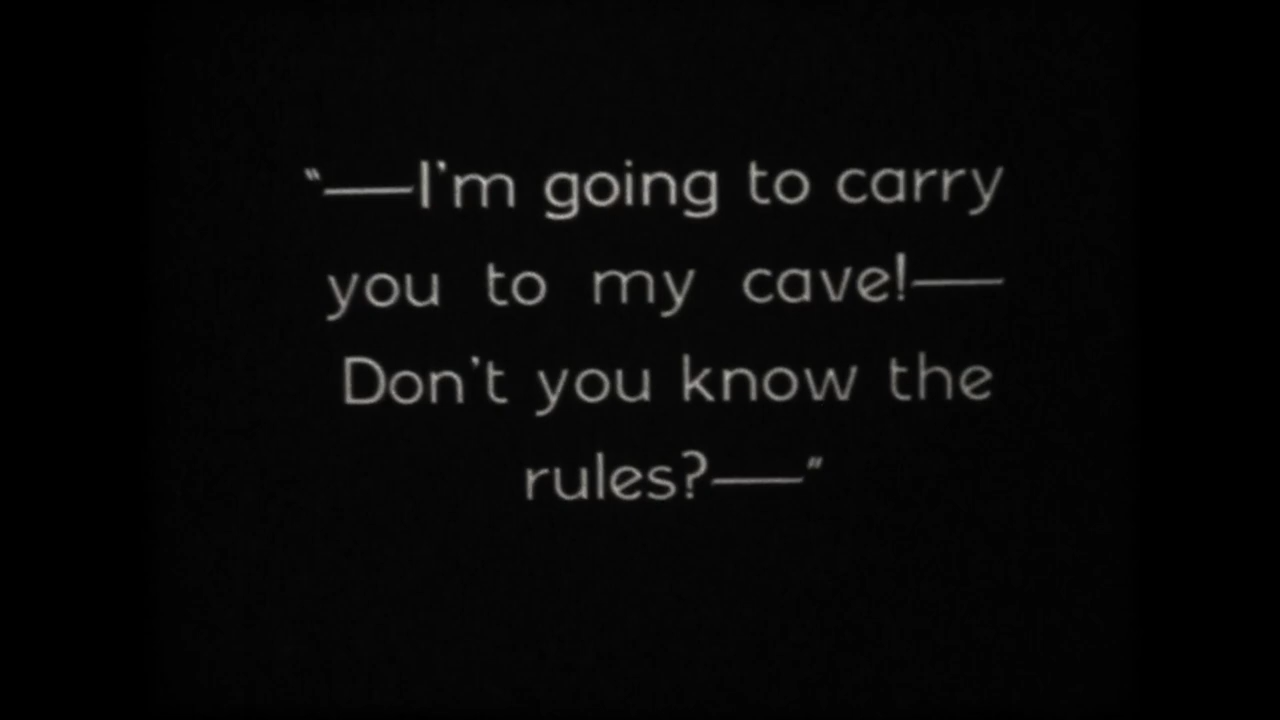 “—I'm going to carry
you to my cave!—
Don't you know the
rules?—”